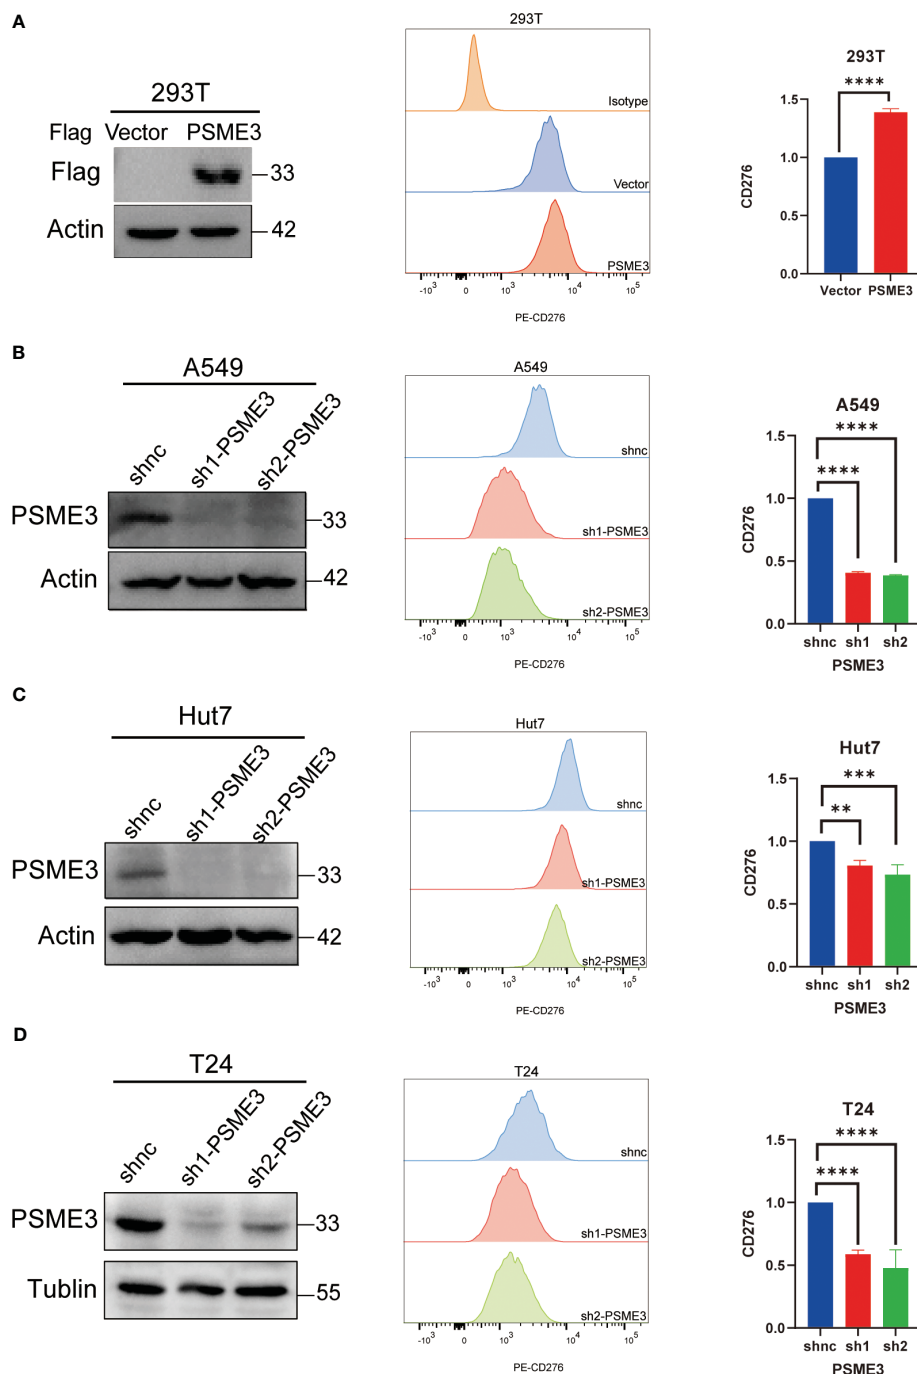 A
293T
Flag Vector PSME3
Flag
33
Actin
42
293T
Isotype
Vector
PSME3
-10³ 0 10³ 10⁴ 10⁵
PE-CD276
293T
****
1.5
1.0
0.5
0.0
CD276
Vector PSME3
B
A549
shnc
sh1-PSME3
sh2-PSME3
PSME3
33
Actin
42
A549
shnc
sh1-PSME3
sh2-PSME3
-10³ 0 10³ 10⁴ 10⁵
PE-CD276
A549
****
****
1.5
1.0
0.5
0.0
CD276
shnc sh1 sh2
PSME3
C
Hut7
shnc
sh1-PSME3
sh2-PSME3
PSME3
33
Actin
42
Hut7
shnc
sh1-PSME3
sh2-PSME3
-10³ 0 10³ 10⁴ 10⁵
PE-CD276
Hut7
***
**
1.5
1.0
0.5
0.0
CD276
shnc sh1 sh2
PSME3
D
T24
shnc
sh1-PSME3
sh2-PSME3
PSME3
33
Tublin
55
T24
shnc
sh1-PSME3
sh2-PSME3
-10³ 0 10³ 10⁴ 10⁵
PE-CD276
T24
****
****
1.5
1.0
0.5
0.0
CD276
shnc sh1 sh2
PSME3